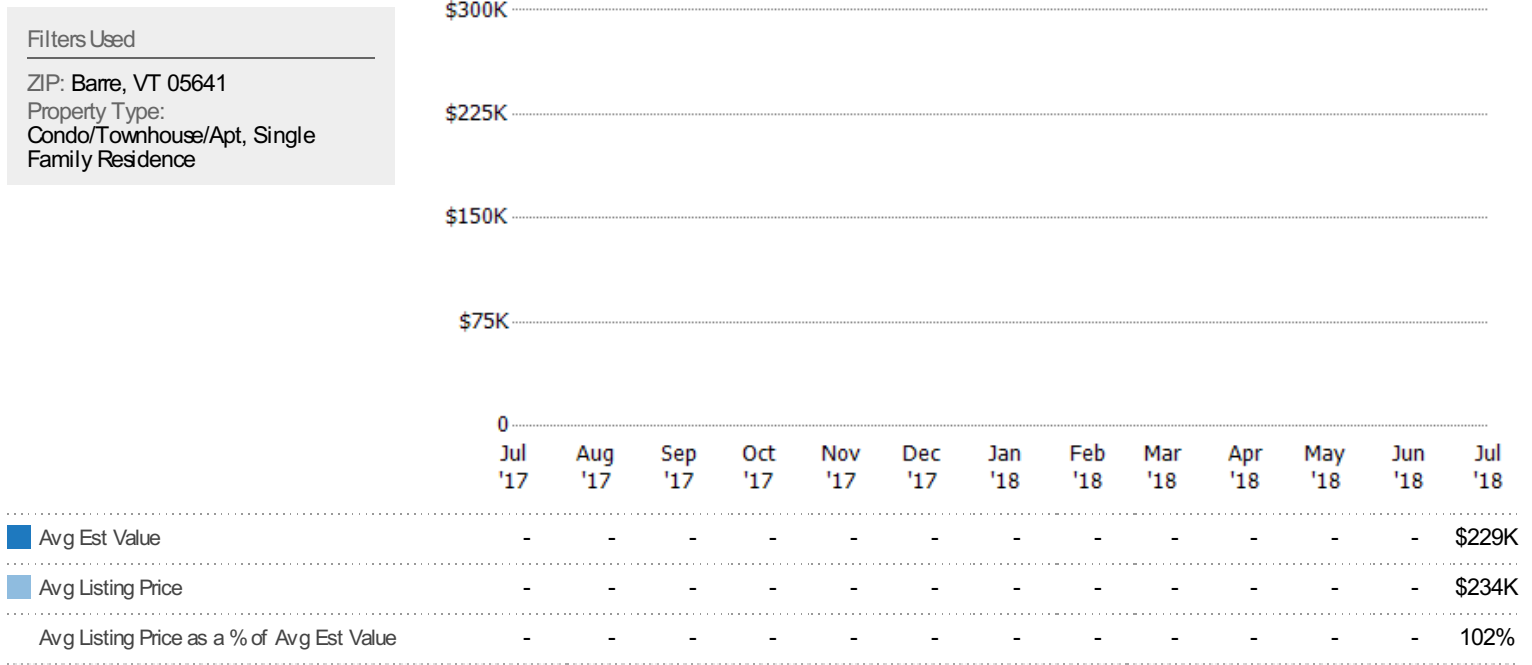 Filters Used
ZIP: Barre, VT 05641
Property Type:
Condo/Townhouse/Apt, Single
Family Residence
$300K
$225K
$150K
$75K
0
Jul Aug Sep Oct Nov Dec Jan Feb Mar Apr May Jun Jul
'17 '17 '17 '17 '17 '17 '18 '18 '18 '18 '18 '18 '18
Avg Est Value - - - - - - - - - - - - $229K
Avg Listing Price - - - - - - - - - - - - $234K
Avg Listing Price as a % of Avg Est Value - - - - - - - - - - - - 102%